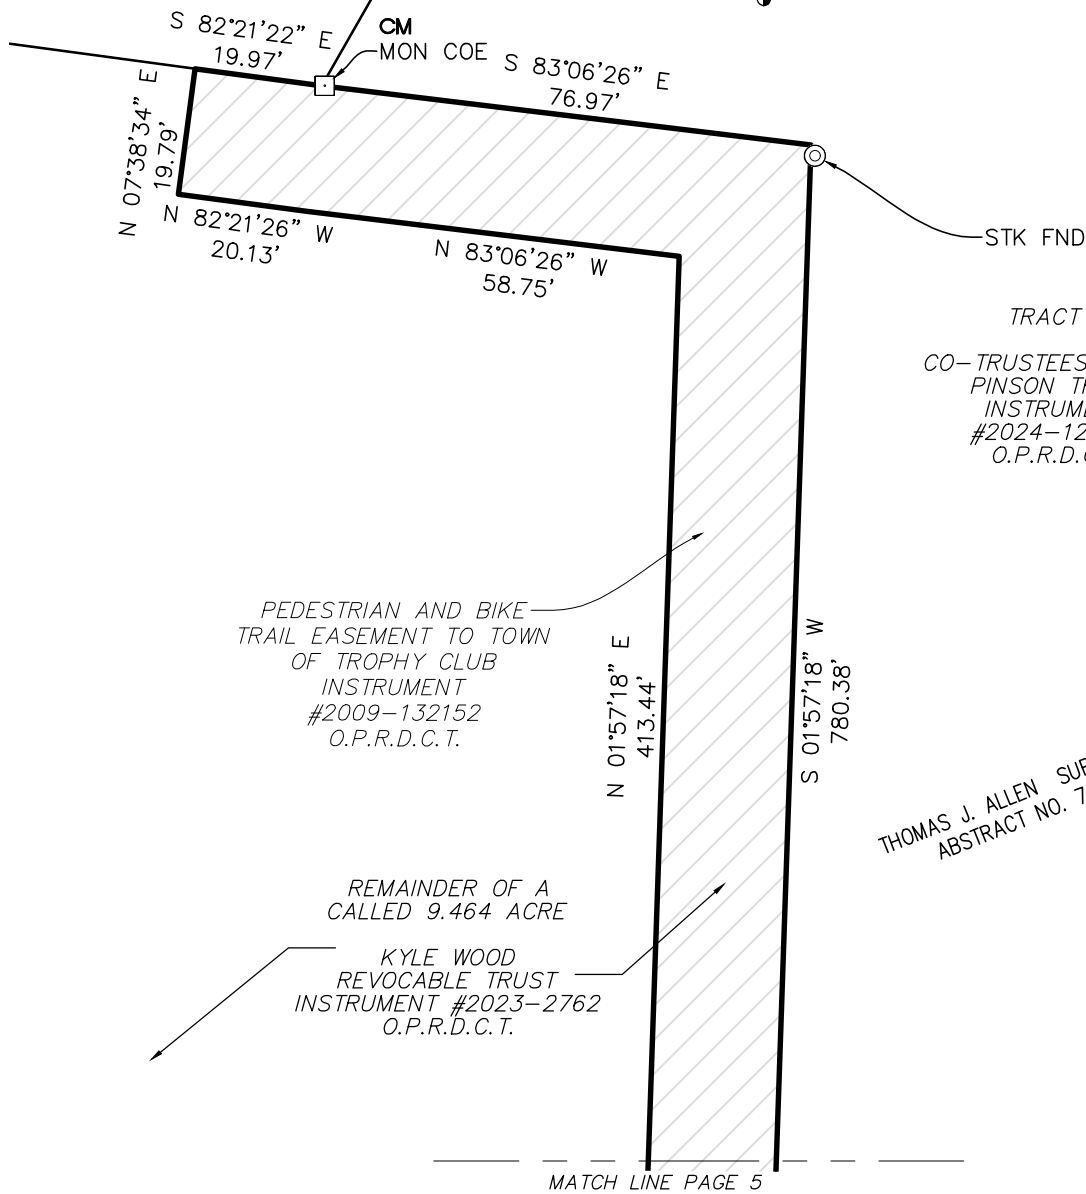 S 82°21'22" E
19.97'
CM
MON COE
S 83°06'26" E
76.97'
N 07°38'34" E
19.79'
N 82°21'26" W
20.13'
N 83°06'26" W
58.75'
STK FND
TRACT
CO-TRUSTEES
PINSON
#2024-12
PEDESTRIAN AND BIKE
TRAIL EASEMENT TO TOWN
OF TROPHY CLUB
INSTRUMENT
#2009-132152
O.P.R.D.C.T.
N 01°57'18" E
413.44'
S 01°57'18" W
780.38'
THOMAS J. ALLEN
ABSTRACT NO. 7
REMAINDER OF A
CALLED 9.464 ACRE
KYLE WOOD
REVOCABLE TRUST
INSTRUMENT #2023-2762
O.P.R.D.C.T.
MATCH LINE PAGE 5